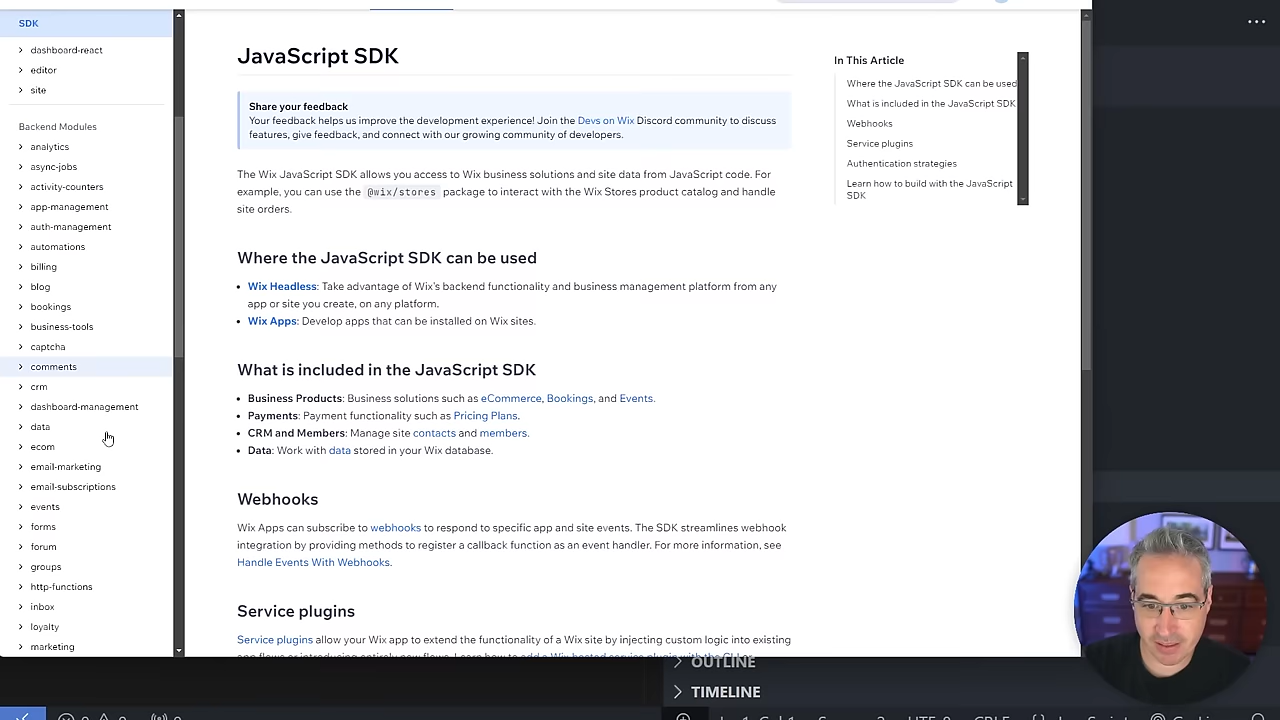 SDK
dashboard-react
editor
site
Backend Modules
analytics
async-jobs
activity-counters
app-management
auth-management
automations
billing
blog
bookings
business-tools
captcha
comments
crm
dashboard-management
data
ecom
email-marketing
email-subscriptions
events
forms
forum
groups
http-functions
inbox
loyalty
marketing
JavaScript SDK
Share your feedback
Your feedback helps us improve the development experience! Join the Devs on Wix Discord community to discuss
features, give feedback, and connect with our growing community of developers.
The Wix JavaScript SDK allows you access to Wix business solutions and site data from JavaScript code. For
example, you can use the @wix/stores package to interact with the Wix Stores product catalog and handle
site orders.
Where the JavaScript SDK can be used
• Wix Headless: Take advantage of Wix's backend functionality and business management platform from any
app or site you create, on any platform.
• Wix Apps: Develop apps that can be installed on Wix sites.
What is included in the JavaScript SDK
• Business Products: Business solutions such as eCommerce, Bookings, and Events.
• Payments: Payment functionality such as Pricing Plans.
• CRM and Members: Manage site contacts and members.
• Data: Work with data stored in your Wix database.
Webhooks
Wix Apps can subscribe to webhooks to respond to specific app and site events. The SDK streamlines webhook
integration by providing methods to register a callback function as an event handler. For more information, see
Handle Events With Webhooks.
Service plugins
Service plugins allow your Wix app to extend the functionality of a Wix site by injecting custom logic into existing
In This Article
Where the JavaScript SDK can be used
What is included in the JavaScript SDK
Webhooks
Service plugins
Authentication strategies
Learn how to build with the JavaScript
SDK
OUTLINE
TIMELINE